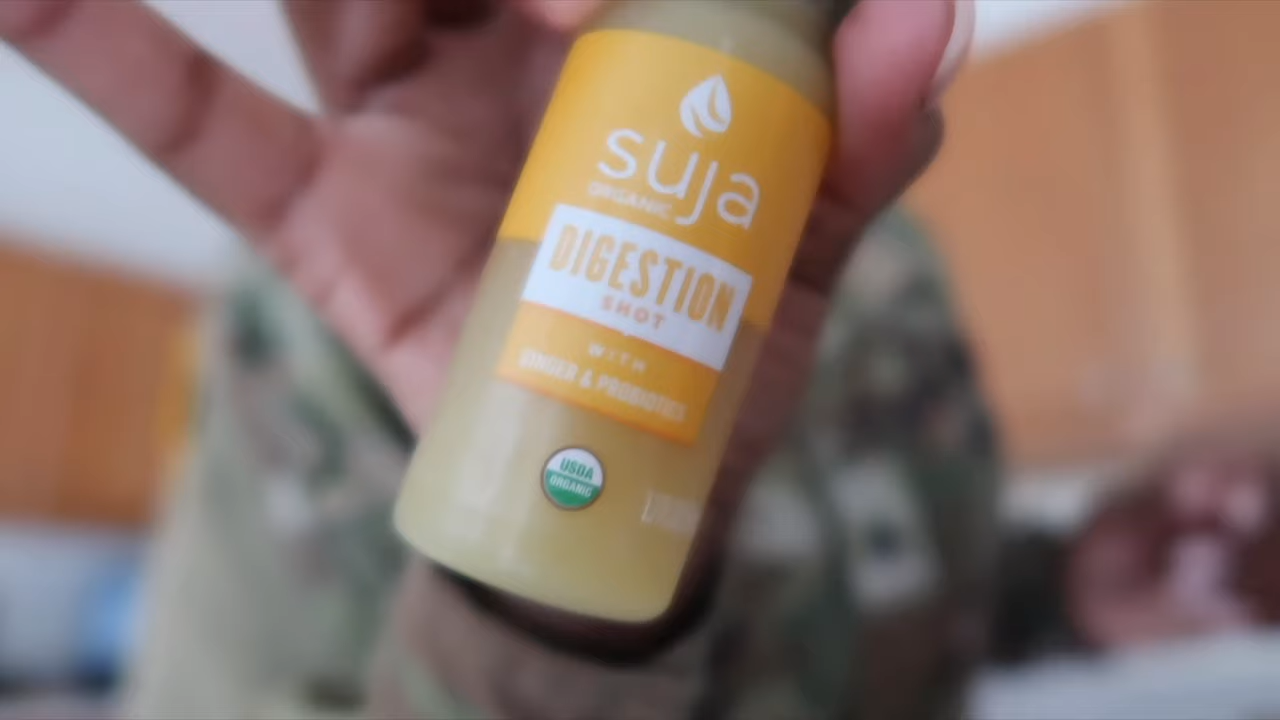 suja
ORGANIC
DIGESTION
SHOT
WITH
GINGER & PROBIOTICS
USDA
ORGANIC